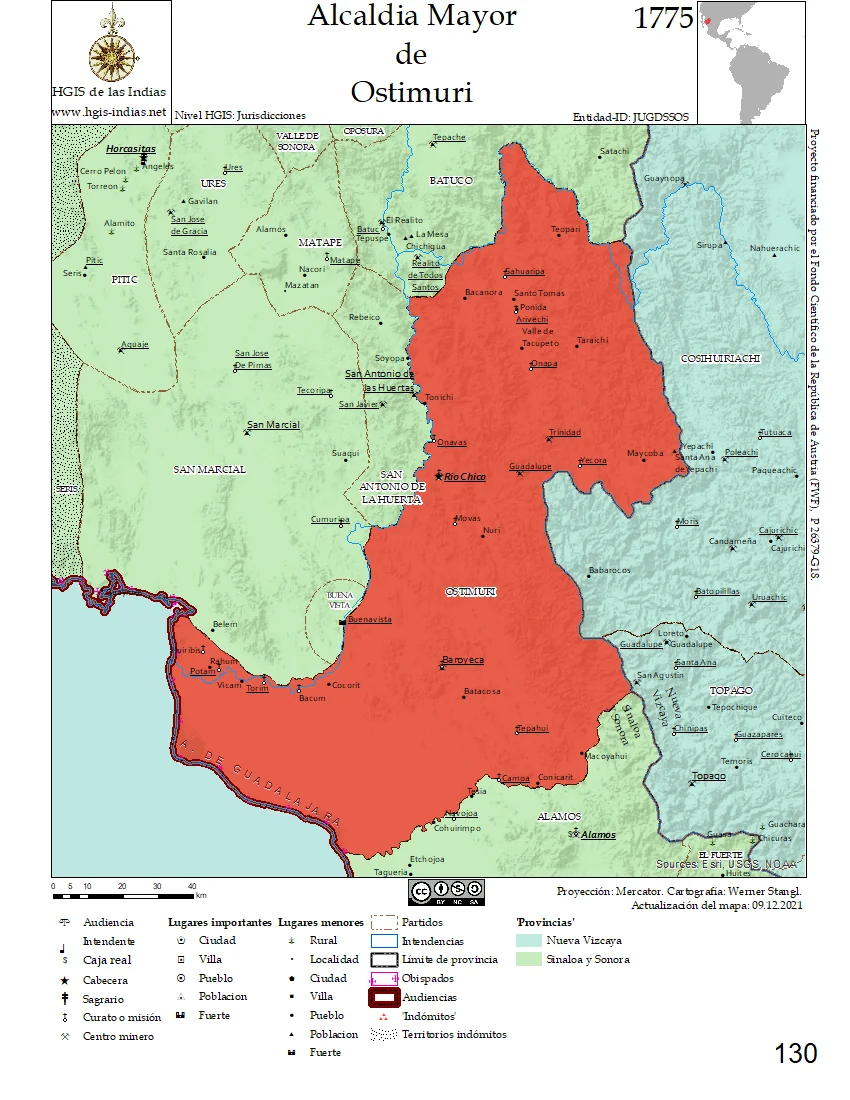 Alcaldia Mayor
de
Ostimuri
1775
HGIS de las Indias
www.hgis-indias.net
Nivel HGIS: Jurisdicciones
Entidad-ID: JUGDSSOS
Proyecto financiado por el Fondo Científico de la República de Austria (FWF), P 26379-G18.
Horcasitas
Angeles
Cerro Pelon
Torreon
Ures
URES
VALLE DE
SONORA
OPOSURA
Tepache
BATUCO
Satachi
Guaynopa
Gavilan
San Jose
de Gracia
Alamito
Santa Rosalia
Alamos
MATAPE
Matape
Nacori
Mazatan
El Realito
Batuc
Tepuspe
La Mesa
Chichigua
Realito
de Todos
Santos
Teopari
Sirupa
Nahuerachic
Pitic
Seris
PITIC
Sahuaripa
Bacanora
Santo Tomas
Ponida
Arivechi
Valle de
Tacupeto
Taraichi
Onapa
Rebeico
Soyopa
Aguaje
San Jose
De Pimas
San Antonio de
las Huertas
Tecoripa
San Javier
Tonichi
COSIHUIRIACHI
San Marcial
Onavas
Trinidad
Guadalupe
Yecora
Maycoba
Yepachi
Santa Ana
de Yepachi
Tutuaca
Poleachi
Paqueachic
SERIS
SAN MARCIAL
Suaqui
SAN
ANTONIO DE
LA HUERTA
Rio Chico
Cumuripa
Movas
Nuri
Moris
Candameña
Cajurichic
Cajurichi
OSTIMURI
Babarocos
Batopilillas
Uruachic
BUENA
VISTA
Buenavista
Belem
Rahum
Potam
Vicam
Torim
Bacum
Cocorit
Baroyeca
Batacosa
Loreto
Guadalupe
Guadalupe
Santa Ana
San Agustin
TOPAGO
Tepochique
Nueva
Vizcaya
Sinaloa
Sonora
Cuiteco
Chinipas
Guazapares
Cerocahui
Temoris
Topago
Tepahui
Macoyahui
A. DE GUADALAJARA
Camoa
Conicarit
Tesia
Navojoa
Cohuirimpo
ALAMOS
Alamos
Etchojoa
Tagueria
Guachara
Chicuras
EL FUERTE
Huites
Sources: Esri, USGS, NOAA
0 5 10 20 30 40
km
BY NC SA
Proyección: Mercator. Cartografía: Werner Stangl.
Actualización del mapa: 09.12.2021
Audiencia
Intendente
Caja real
Cabecera
Sagrario
Curato o misión
Centro minero
Lugares importantes
Ciudad
Villa
Pueblo
Poblacion
Fuerte
Lugares menores
Rural
Localidad
Ciudad
Villa
Pueblo
Poblacion
Fuerte
Partidos
Intendencias
Límite de provincia
Obispados
Audiencias
'Indómitos'
Territorios indómitos
'Provincias'
Nueva Vizcaya
Sinaloa y Sonora
130